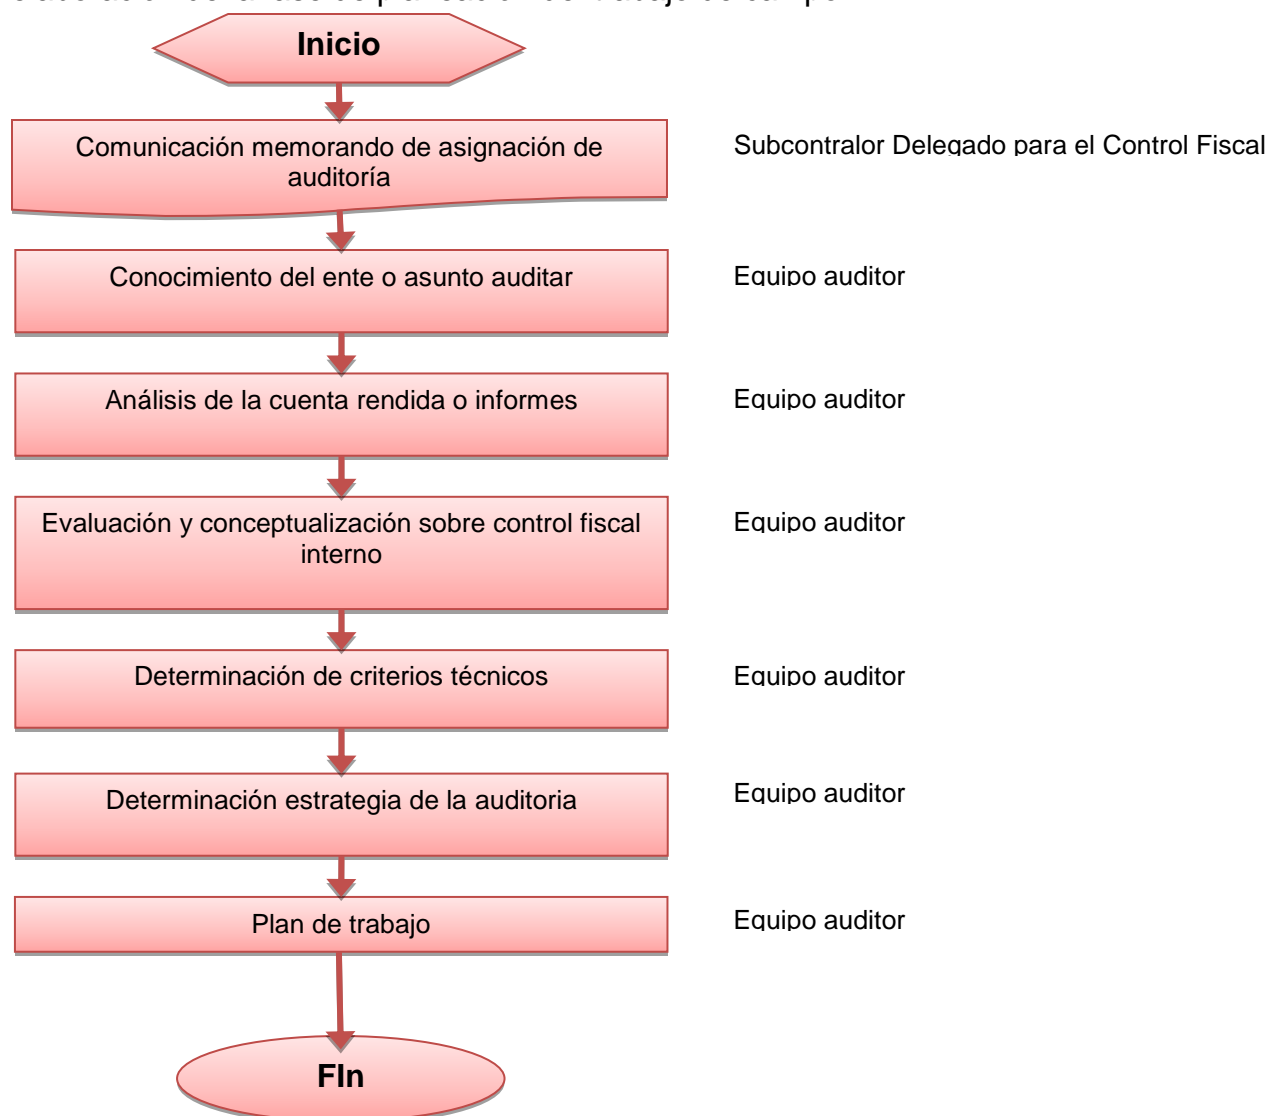 Inicio
Comunicación memorando de asignación de
auditoría
Subcontralor Delegado para el Control Fiscal
Conocimiento del ente o asunto auditar
Equipo auditor
Análisis de la cuenta rendida o informes
Equipo auditor
Evaluación y conceptualización sobre control fiscal
interno
Equipo auditor
Determinación de criterios técnicos
Equipo auditor
Determinación estrategia de la auditoria
Equipo auditor
Plan de trabajo
Equipo auditor
FIn